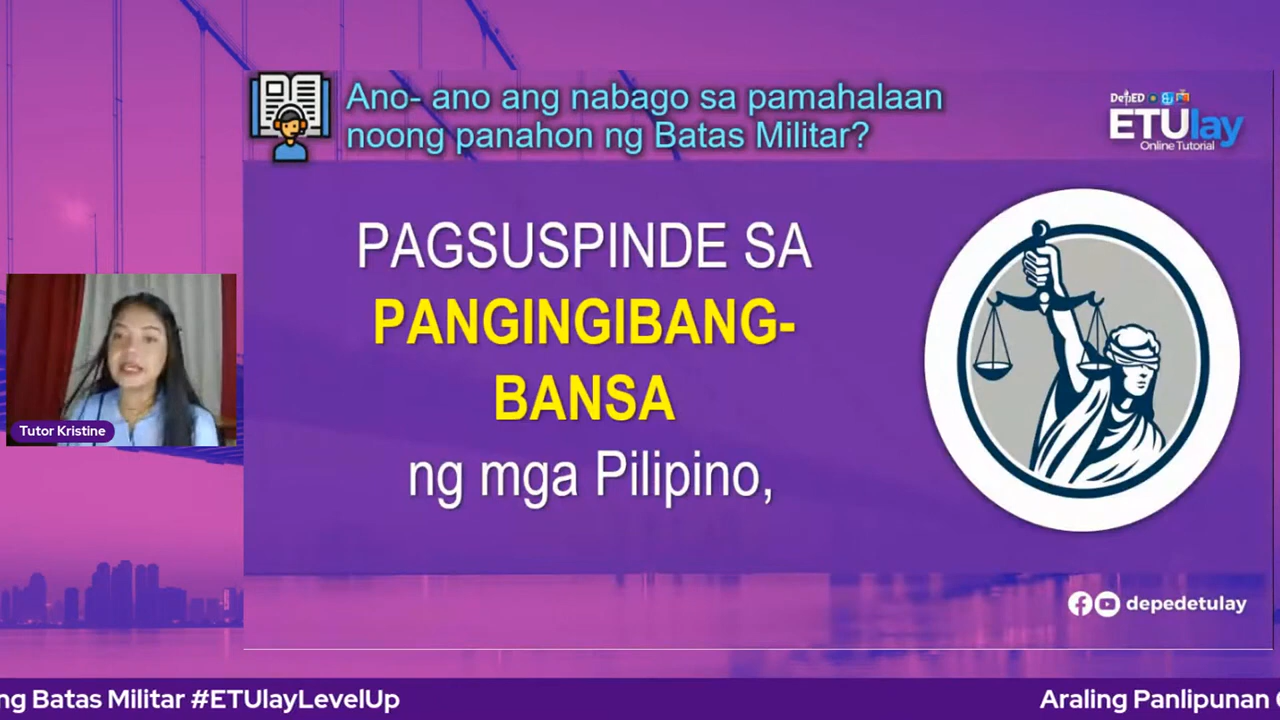 Ano- ano ang nabago sa pamahalaan
noong panahon ng Batas Militar?
DepED
ETUlay
Online Tutorial
PAGSUSPINDE SA
PANGINGIBANG-
BANSA
ng mga Pilipino,
Tutor Kristine
depedetulay
ng Batas Militar #ETUlayLevelUp
Araling Panlipunan